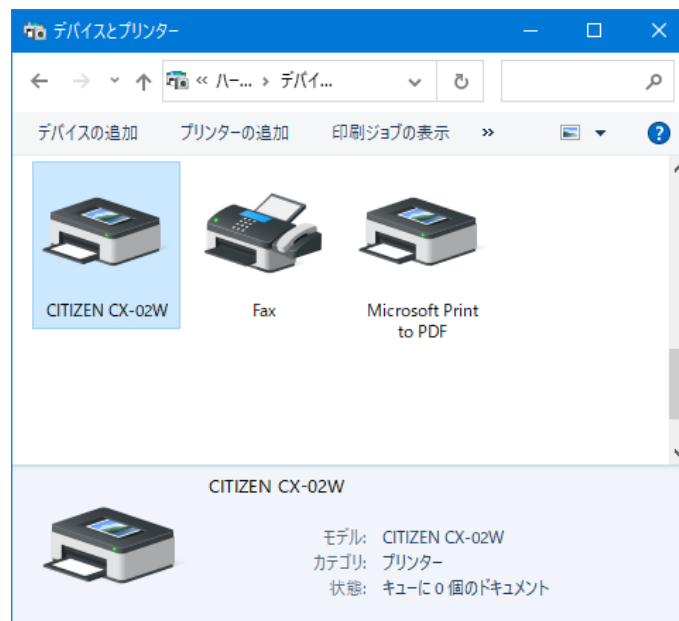 デバイスとプリンター
« ハー... › デバイ...
デバイスの追加 プリンターの追加 印刷ジョブの表示 »
?
CITIZEN CX-02W
Fax
Microsoft Print
to PDF
CITIZEN CX-02W
モデル: CITIZEN CX-02W
カテゴリ: プリンター
状態: キューに 0 個のドキュメント